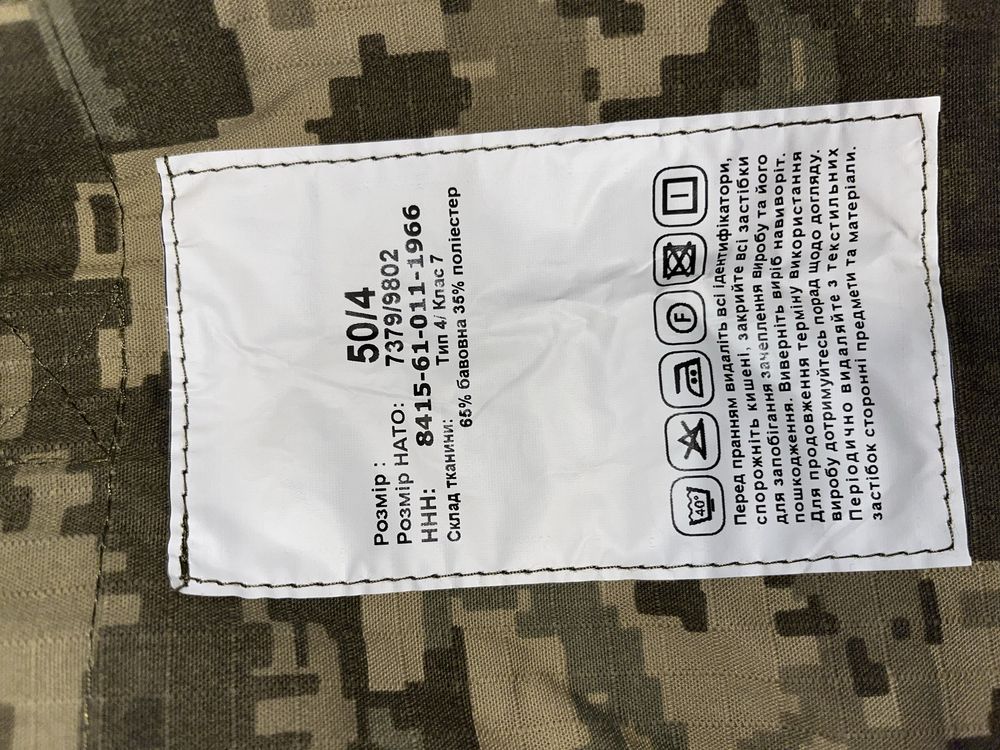 Розмір : 50/4
Розмір НАТО: 7379/9802
ННН: 8415-61-011-1966
Тип 4/ Клас 7
Склад тканини:
65% бавовна 35% поліестер
40°
F
Перед пранням видаліть всі ідентифікатори,
спорожніть кишені, закрийте всі застібки
для запобігання зачеплення виробу та його
пошкодження. Виверніть виріб навиворіт.
Для продовження терміну використання
виробу дотримуйтесь порад щодо догляду.
Періодично видаляйте з текстильних
застібок сторонні предмети та матеріали.